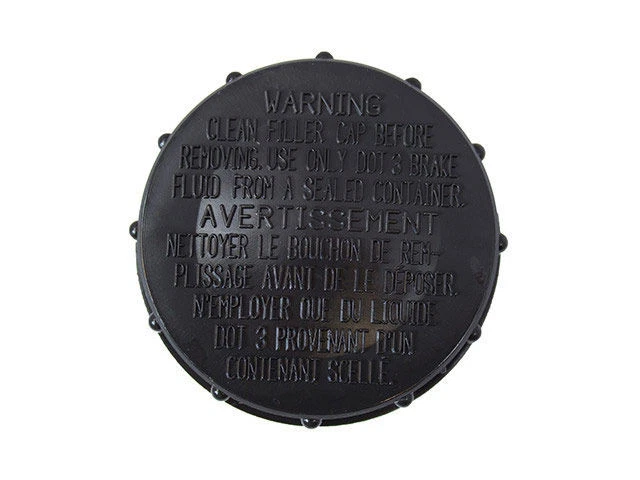 WARNING
CLEAN FILLER CAP BEFORE
REMOVING. USE ONLY DOT 3 BRAKE
FLUID FROM A SEALED CONTAINER.
AVERTISSEMENT
NETTOYER LE BOUCHON DE REM-
PLISSAGE AVANT DE LE DÉPOSER.
N'EMPLOYER QUE DU LIQUIDE
DOT 3 PROVENANT D'UN
CONTENANT SCELLÉ.